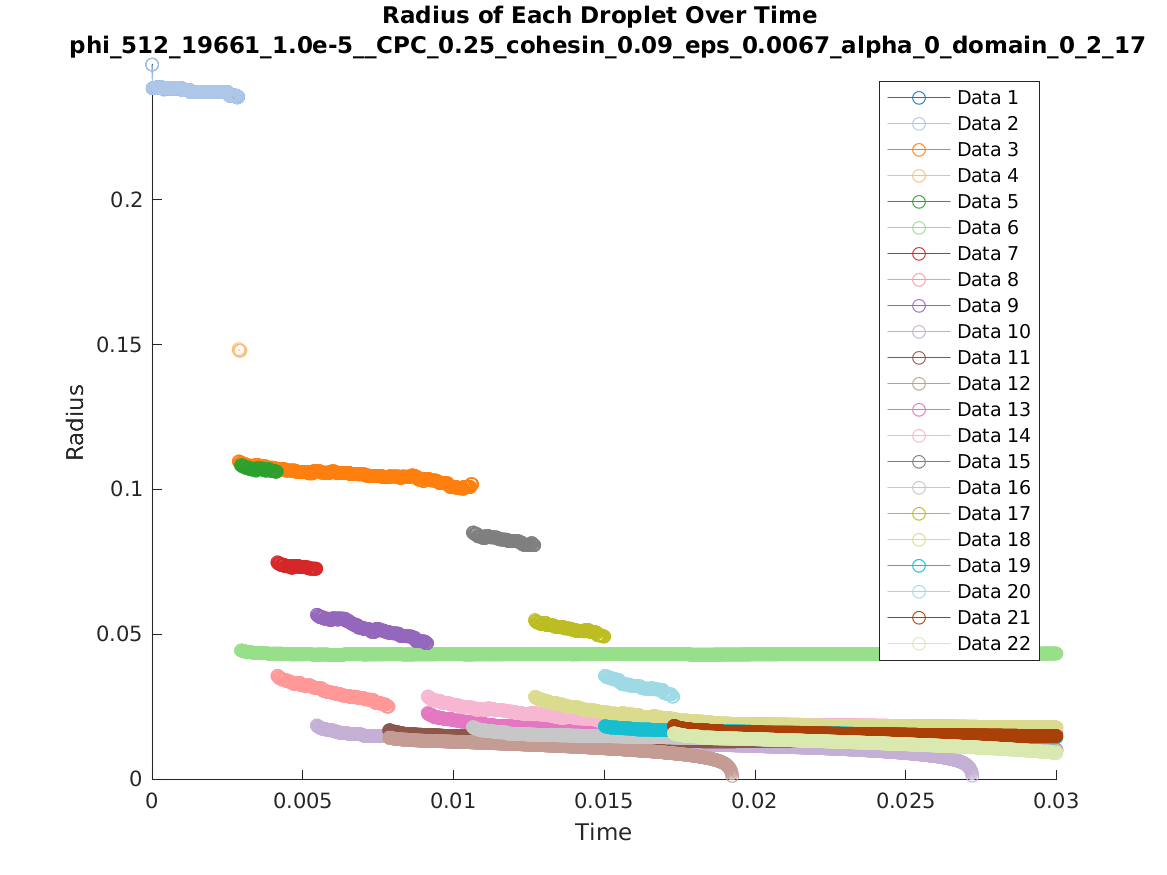 Radius of Each Droplet Over Time
phi_512_19661_1.0e-5__CPC_0.25_cohesin_0.09_eps_0.0067_alpha_0_domain_0_2_17
Radius
0.2
0.15
0.1
0.05
0
0
0.005
0.01
0.015
0.02
0.025
0.03
Time
Data 1
Data 2
Data 3
Data 4
Data 5
Data 6
Data 7
Data 8
Data 9
Data 10
Data 11
Data 12
Data 13
Data 14
Data 15
Data 16
Data 17
Data 18
Data 19
Data 20
Data 21
Data 22